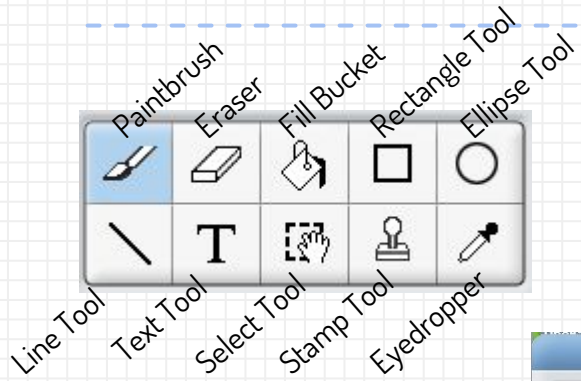 Paintbrush
Eraser
Fill Bucket
Rectangle Tool
Ellipse Tool
T
Line Tool
Text Tool
Select Tool
Stamp Tool
Eyedropper